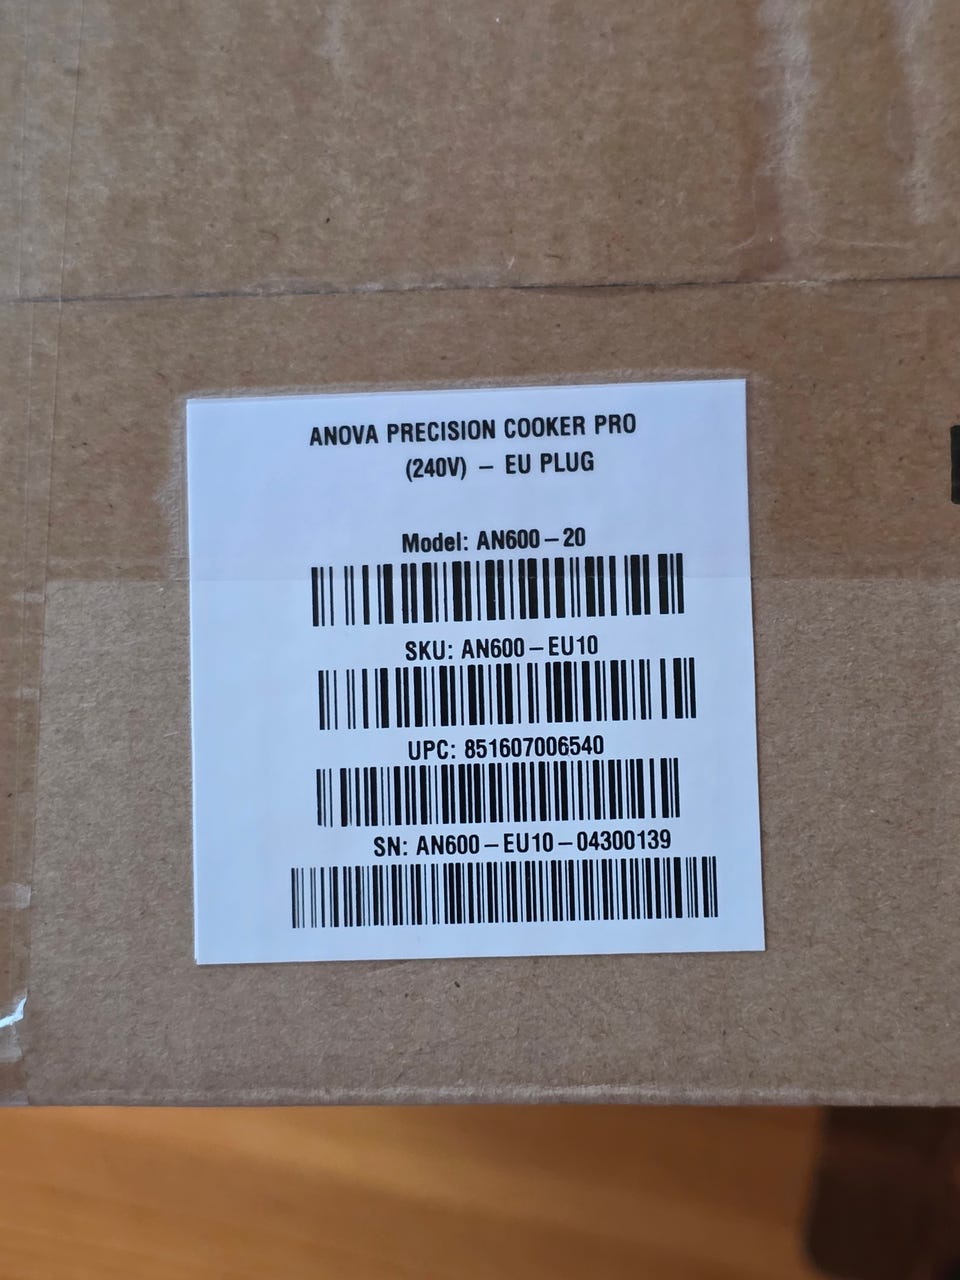 ANOVA PRECISION COOKER PRO
(240V) – EU PLUG
Model: AN600–20
SKU: AN600–EU10
UPC: 851607006540
SN: AN600–EU10–04300139